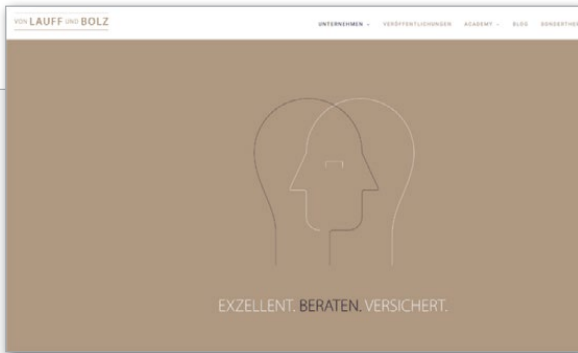 VON LAUFF UND BOLZ
UNTERNEHMEN VERÖFFENTLICHUNGEN ACADEMY BLOG
EXZELLENT. BERATEN. VERSICHERT.